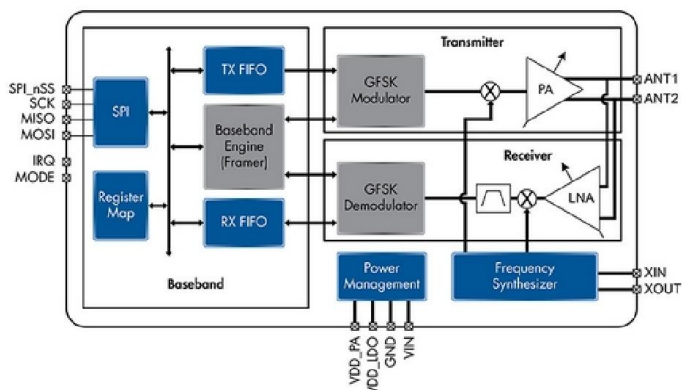 SPI_nSS
SCK
MISO
MOSI
IRQ
MODE
SPI
Register
Map
TX FIFO
Baseband
Engine
(Framer)
RX FIFO
Baseband
Transmitter
GFSK
Modulator
PA
ANT1
ANT2
Receiver
GFSK
Demodulator
LNA
Power
Management
Frequency
Synthesizer
XIN
XOUT
VDD_PA
VDD_LDO
GND
VIN